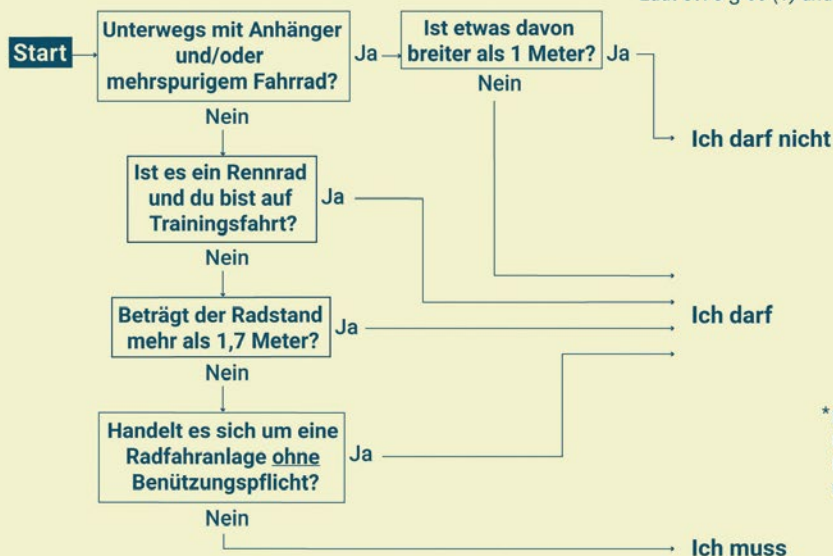 Start
Unterwegs mit Anhänger
und/oder
mehrspurigem Fahrrad?
Ja
Ist etwas davon
breiter als 1 Meter?
Ja
Nein
Nein
Ich darf nicht
Ist es ein Rennrad
und du bist auf
Trainingsfahrt?
Ja
Nein
Beträgt der Radstand
mehr als 1,7 Meter?
Ja
Ich darf
Nein
Handelt es sich um eine
Radfahranlage ohne
Benützungspflicht?
Ja
*
Nein
Ich muss